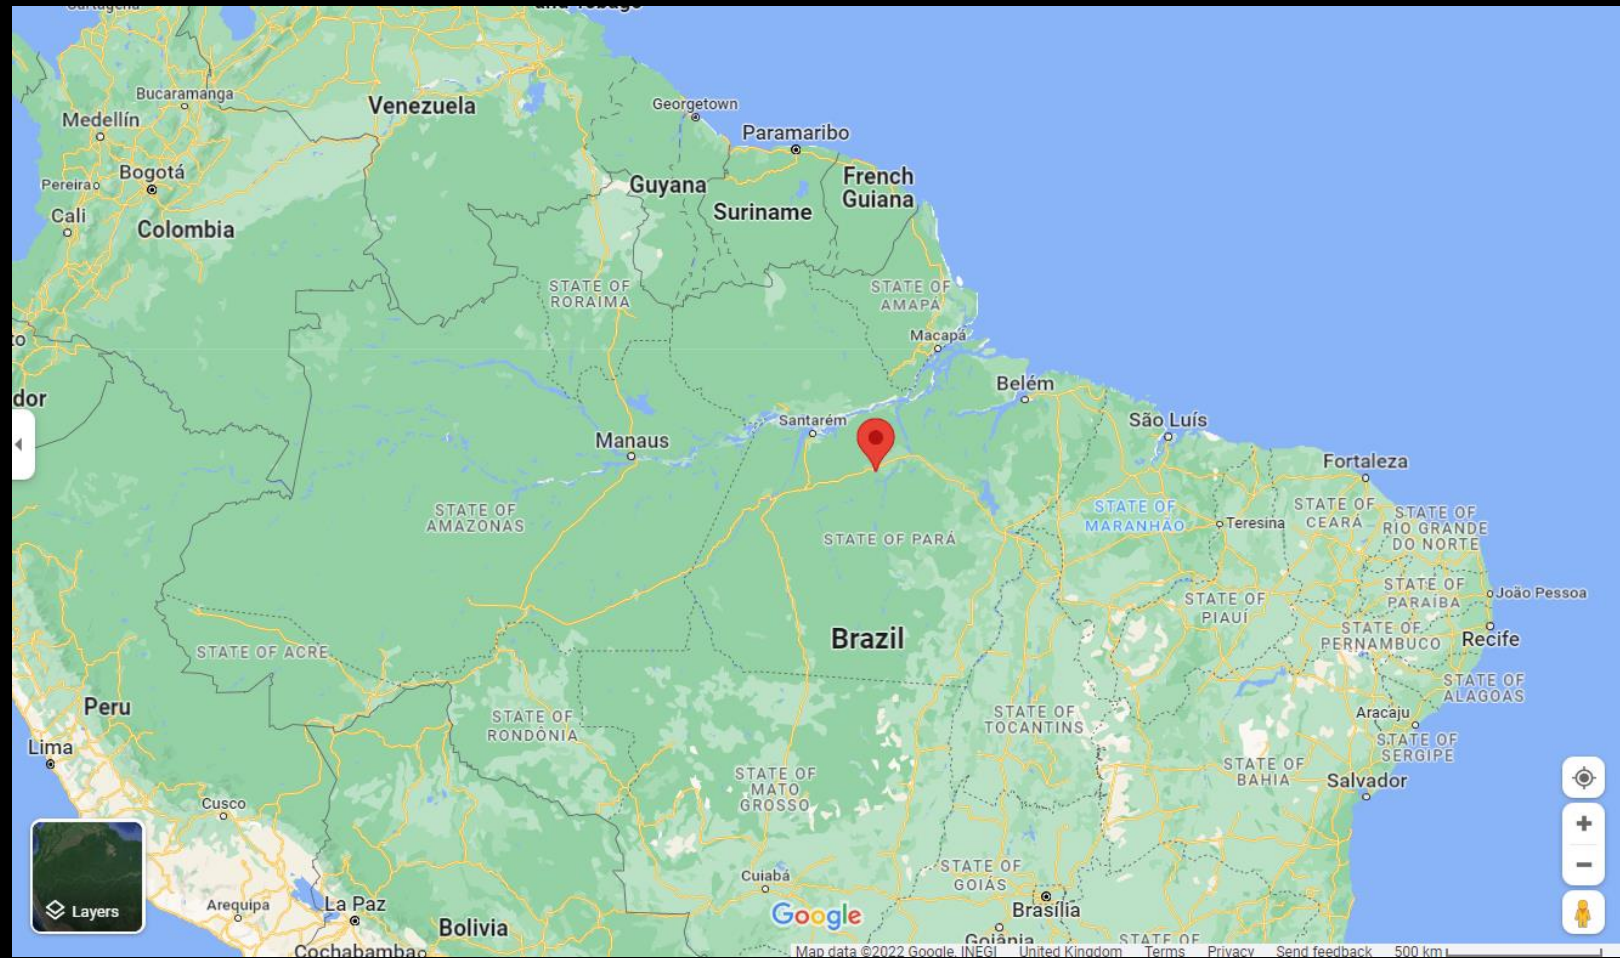 Cartagena
and Tobago
Bucaramanga
Venezuela
Georgetown
Medellín
Paramaribo
Bogotá
Pereira
French
Guiana
Guyana
Cali
Suriname
Colombia
STATE OF
RORAIMA
STATE OF
AMAPÁ
Macapá
Belém
dor
Santarém
São Luís
Manaus
Fortaleza
STATE OF
AMAZONAS
STATE OF
MARANHÃO
Teresina
STATE OF
CEARÁ
STATE OF
RIO GRANDE
DO NORTE
STATE OF PARÁ
STATE OF
PARAÍBA
João Pessoa
STATE OF
PIAUÍ
Brazil
STATE OF
PERNAMBUCO
Recife
STATE OF ACRE
STATE OF
ALAGOAS
Peru
STATE OF
RONDÔNIA
STATE OF
TOCANTINS
Aracaju
STATE OF
SERGIPE
Lima
STATE OF
MATO
GROSSO
STATE OF
BAHIA
Salvador
Cusco
Cuiabá
STATE OF
GOIÁS
Arequipa
La Paz
Brasília
Layers
Google
Bolivia
Goiânia
STATE OF
Cochabamba
Map data ©2022 Google, INEGI United Kingdom Terms Privacy Send feedback 500 km